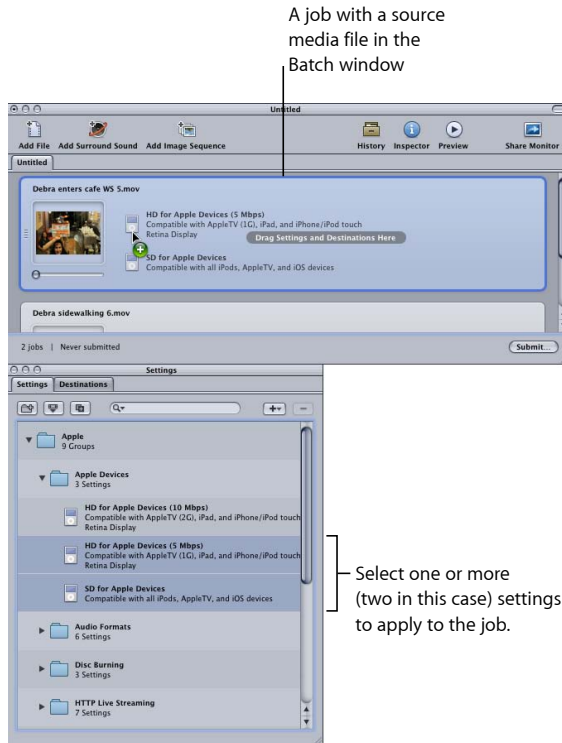 A job with a source
media file in the
Batch window
Untitled
Add File Add Surround Sound Add Image Sequence History Inspector Preview Share Monitor
Untitled
Debra enters cafe WS 5.mov
HD for Apple Devices (5 Mbps)
Compatible with AppleTV (1G), iPad, and iPhone/iPod touch
Retina Display
Drag Settings and Destinations Here
SD for Apple Devices
Compatible with all iPods, AppleTV, and iOS devices
Debra sidewalking 6.mov
2 jobs | Never submitted Submit...
Settings
Settings Destinations
Apple
9 Groups
Apple Devices
3 Settings
HD for Apple Devices (10 Mbps)
Compatible with AppleTV (2G), iPad, and iPhone/iPod touch
Retina Display
HD for Apple Devices (5 Mbps)
Compatible with AppleTV (1G), iPad, and iPhone/iPod touch
Retina Display
SD for Apple Devices
Compatible with all iPods, AppleTV, and iOS devices
Select one or more
(two in this case) settings
to apply to the job.
Audio Formats
6 Settings
Disc Burning
3 Settings
HTTP Live Streaming
7 Settings